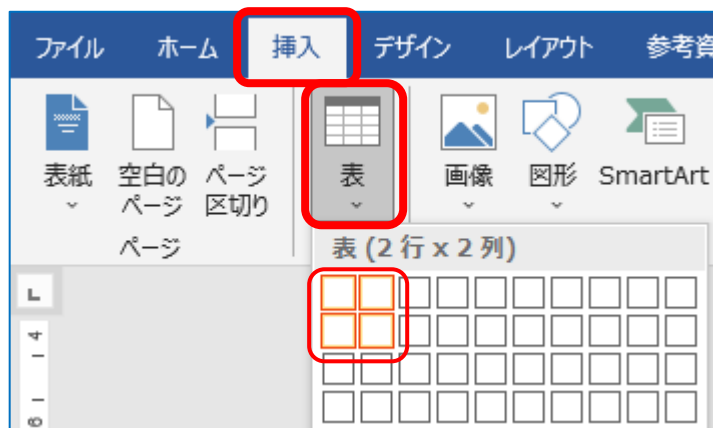 ファイル ホーム 挿入 デザイン レイアウト 参考資
表紙 空白の ページ 表 画像 図形 SmartArt
ページ 区切り
ページ
表 (2 行 x 2 列)
L
4
8